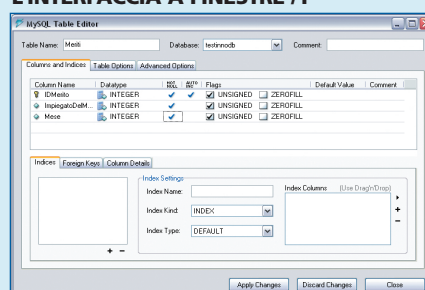 L'INTERFACCIA A FINESTRE /1
MySQL Table Editor
Table Name: Meriti Database: testinnodb Comment:
Columns and Indices Table Options Advanced Options
Column Name Datatype NOT NULL AUTO INC Flags Default Value Comment
IDMerito INTEGER UNSIGNED ZEROFILL
ImpiegatoDelM... INTEGER UNSIGNED ZEROFILL
Mese INTEGER UNSIGNED ZEROFILL
Indices Foreign Keys Column Details
Index Settings
Index Name: Index Columns (Use Drag'n'Drop)
Index Kind: INDEX
Index Type: DEFAULT
Apply Changes Discard Changes Close